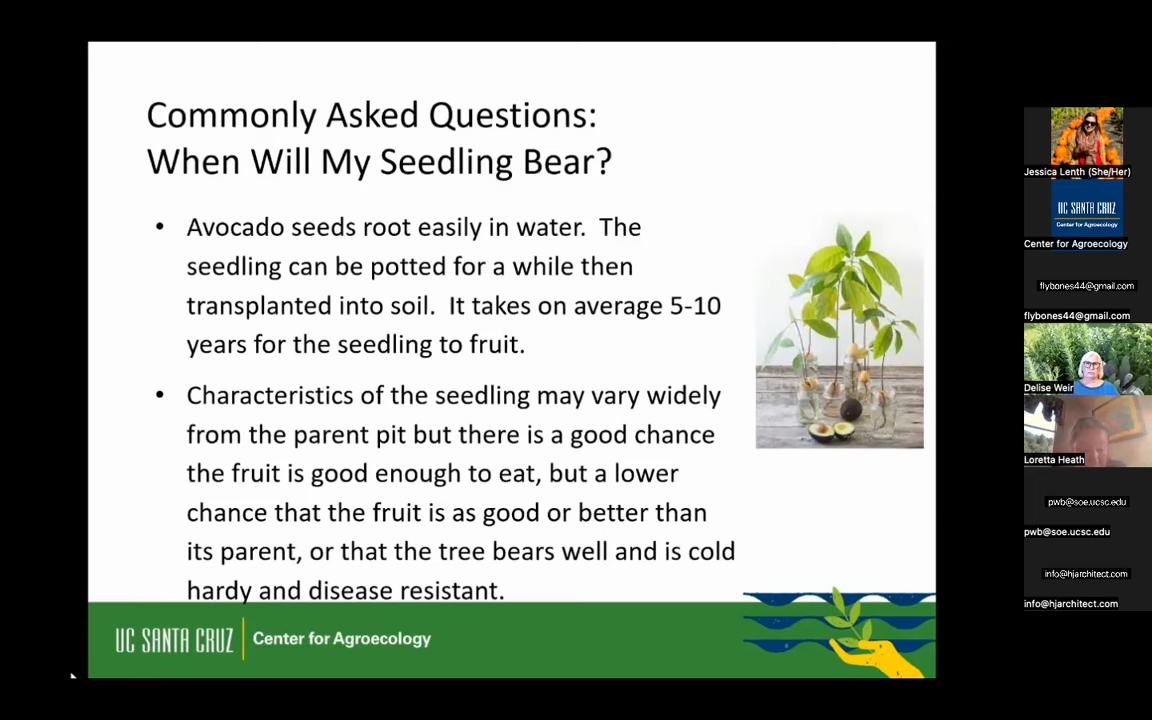 Commonly Asked Questions:
When Will My Seedling Bear?
• Avocado seeds root easily in water.  The
seedling can be potted for a while then
transplanted into soil.  It takes on average 5-10
years for the seedling to fruit.
• Characteristics of the seedling may vary widely
from the parent pit but there is a good chance
the fruit is good enough to eat, but a lower
chance that the fruit is as good or better than
its parent, or that the tree bears well and is cold
hardy and disease resistant.
UC SANTA CRUZ | Center for Agroecology
Jessica Lenth (She/Her)
UC SANTA CRUZ
Center for Agroecology
Center for Agroecology
flybones44@gmail.com
flybones44@gmail.com
Delise Weir
Loretta Heath
pwb@soe.ucsc.edu
pwb@soe.ucsc.edu
info@hjarchitect.com
info@hjarchitect.com